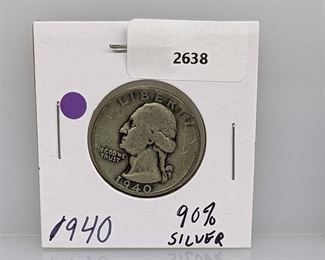 2638
LIBERTY
IN GOD WE
TRUST
1940
1940
90%
SILVER